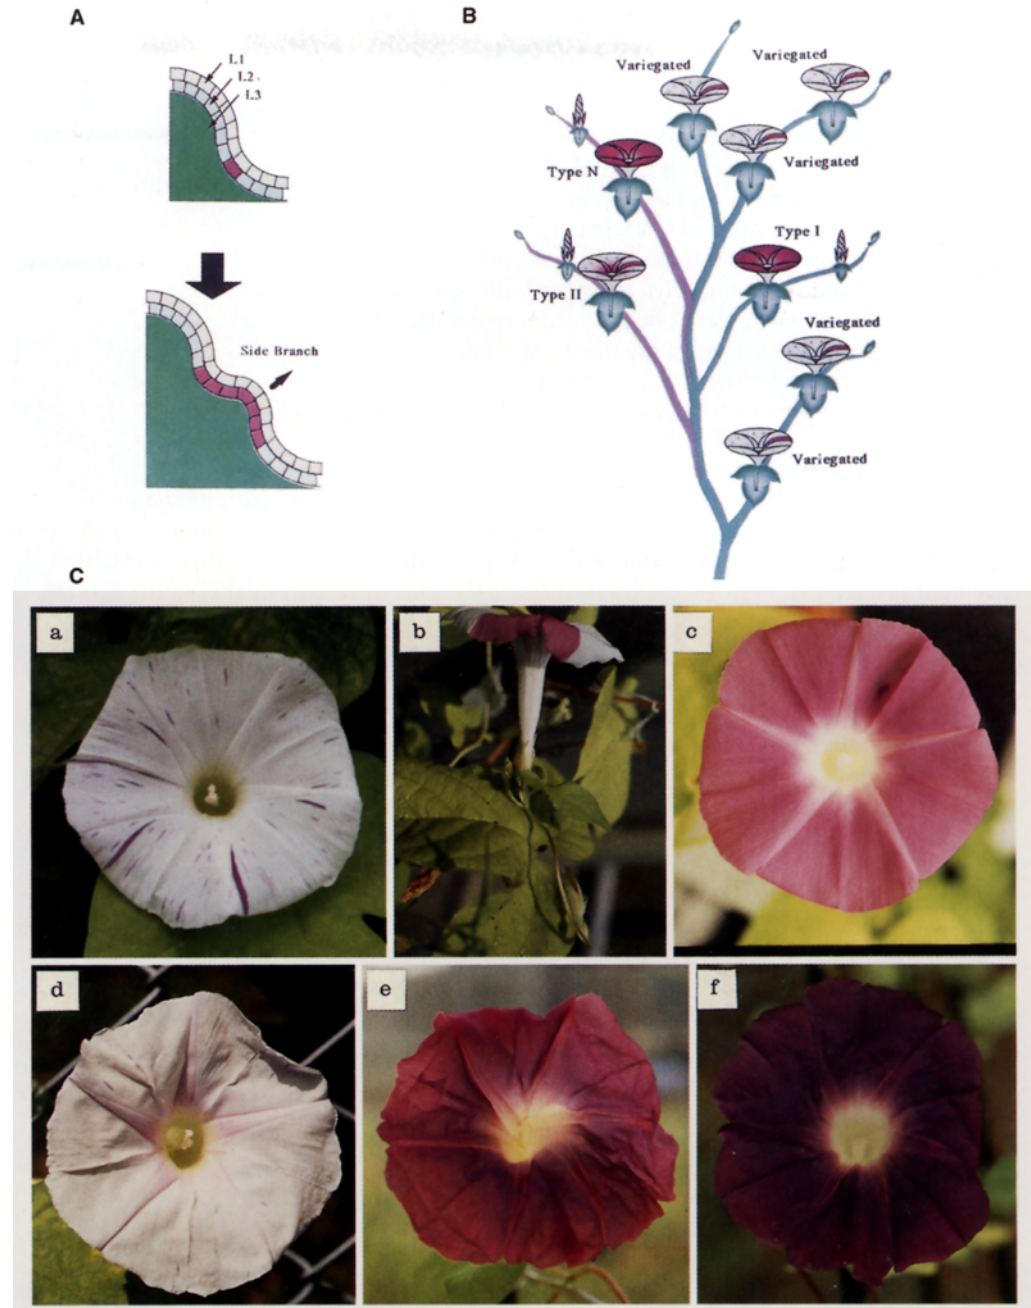 A
B
L1
L2
L3
Side Branch
Variegated
Variegated
Type N
Variegated
Type I
Type II
Variegated
Variegated
C
a
b
c
d
e
f